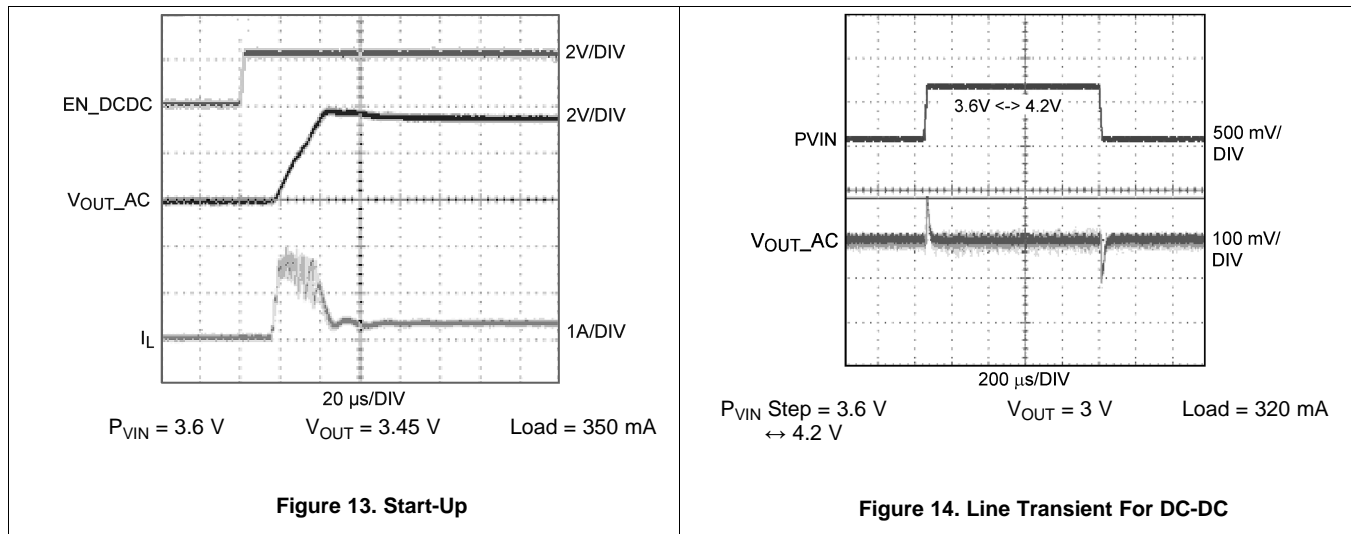 EN_DCDC
2V/DIV
2V/DIV
VOUT_AC
IL
1A/DIV
20 µs/DIV
PVIN = 3.6 V VOUT = 3.45 V Load = 350 mA
Figure 13. Start-Up
3.6V <-> 4.2V
PVIN
500 mV/
DIV
VOUT_AC
100 mV/
DIV
200 µs/DIV
PVIN Step = 3.6 V VOUT = 3 V Load = 320 mA
↔ 4.2 V
Figure 14. Line Transient For DC-DC